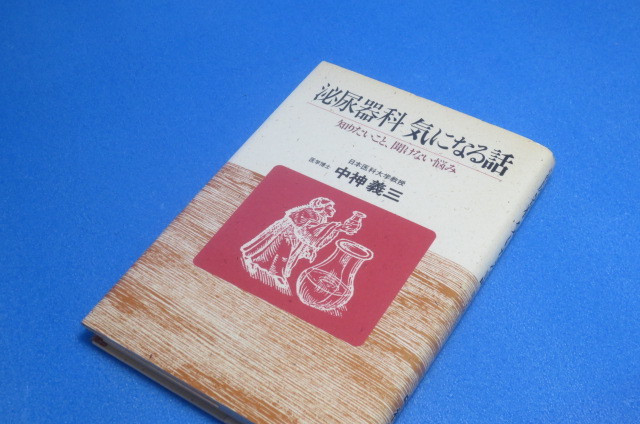 泌尿器科 気になる話
知りたいこと、聞けない悩み
日本医科大学教授
医学博士 中神義三